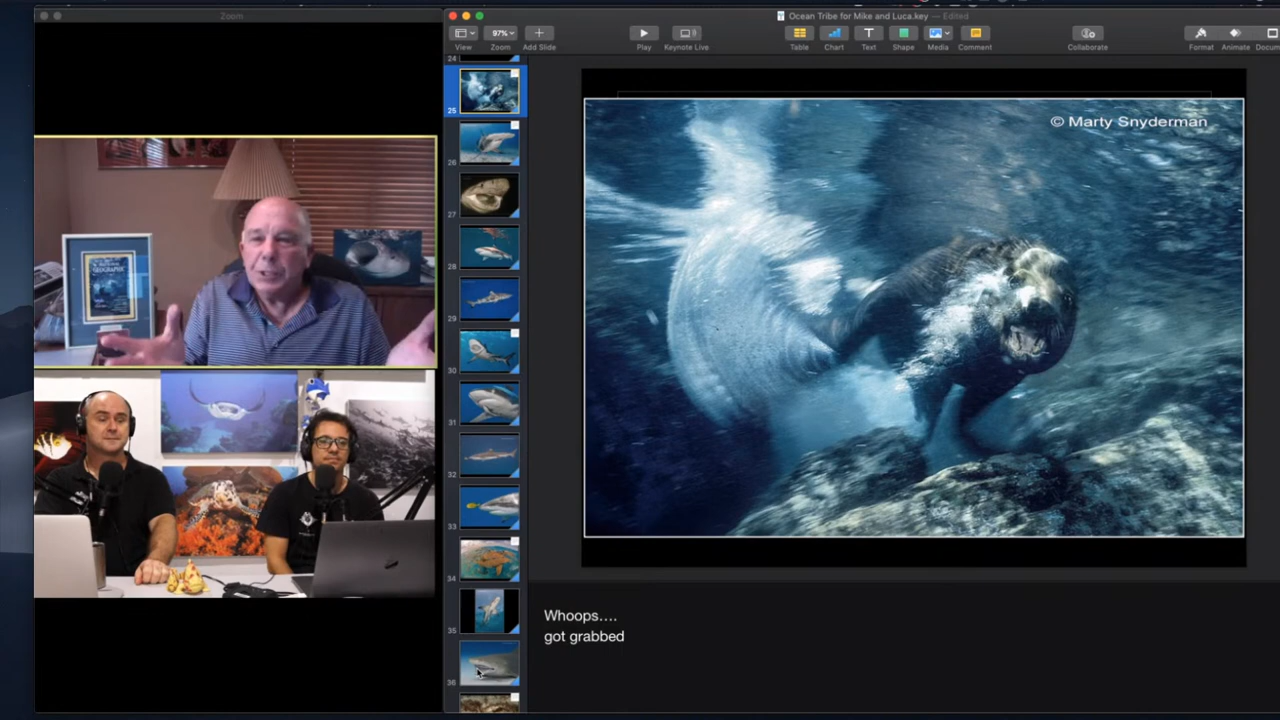 Zoom
Ocean Tribe for Mike and Luca.key — Edited
97%
View
Zoom
Add Slide
Play
Keynote Live
Table
Chart
Text
Shape
Media
Comment
Collaborate
Format
Animate
24
25
26
27
28
29
30
31
32
33
34
35
36
© Marty Snyderman
GEOGRAPHIC
Whoops....
got grabbed